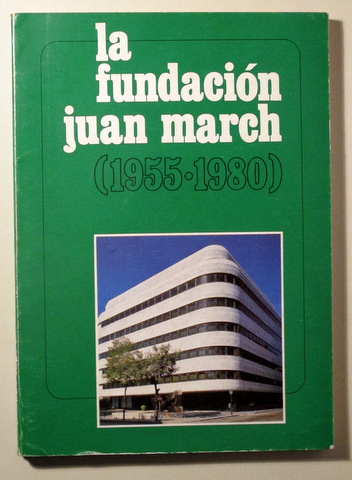 la
fundación
juan march
(1955·1980)